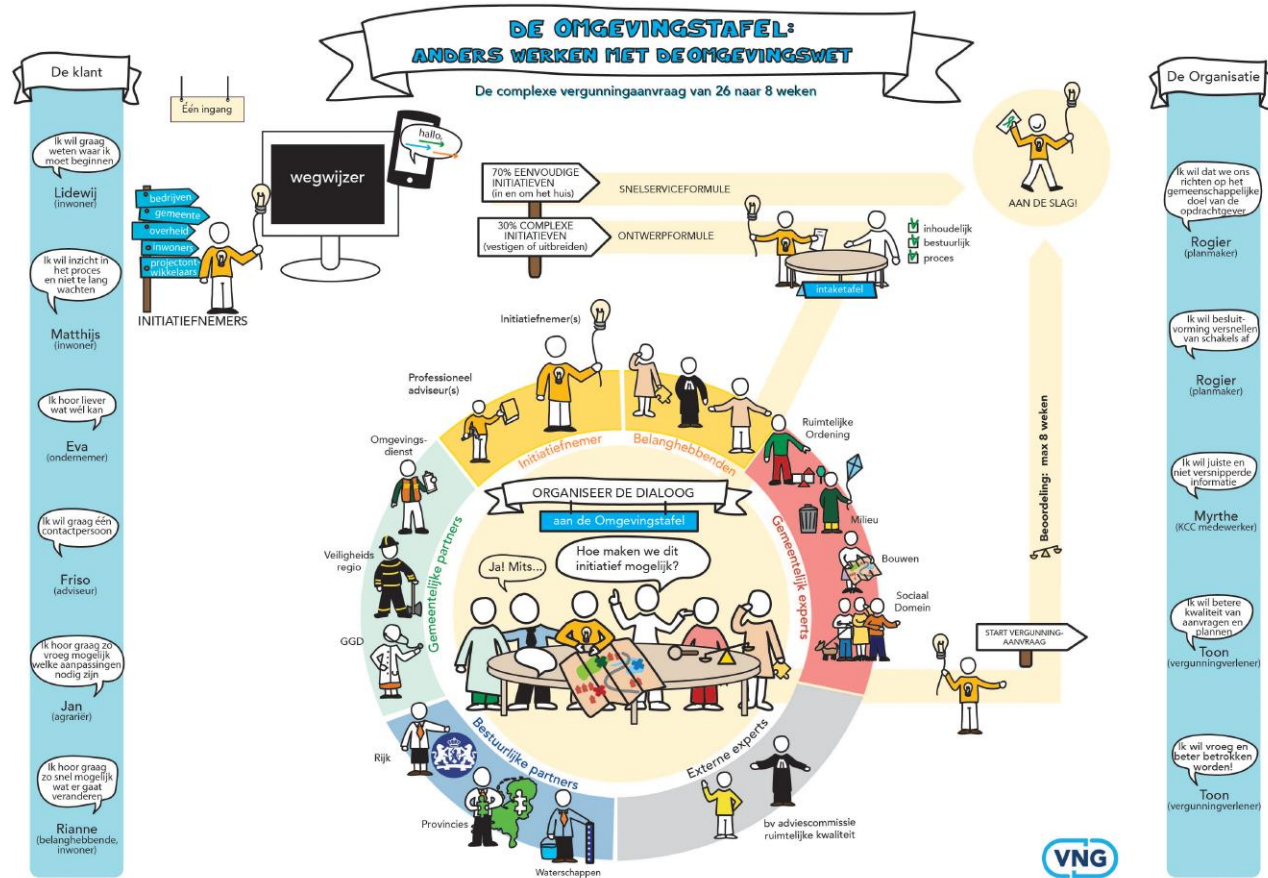 DE OMGEVINGSTAFEL:
ANDERS WERKEN MET DE OMGEVINGSWET
De complexe vergunningaanvraag van 26 naar 8 weken
De klant
Ik wil graag
weten waar ik
moet beginnen
Lidewij
(inwoner)
Ik wil inzicht in
het proces
en niet te lang
wachten
Matthijs
(inwoner)
Ik hoor liever
wat wél kan
Eva
(ondernemer)
Ik wil graag één
contactpersoon
Friso
(adviseur)
Ik hoor graag zo
vroeg mogelijk
welke aanpassingen
nodig zijn
Jan
(agrariër)
Ik hoor graag
zo snel mogelijk
wat er gaat
veranderen
Rianne
(belanghebbende,
inwoner)
Één ingang
wegwijzer
hallo,
bedrijven
gemeente
overheid
inwoners
projectont-
wikkelaars
INITIATIEFNEMERS
70% EENVOUDIGE
INITIATIEVEN
(in en om het huis)
SNELSERVICEFORMULE
30% COMPLEXE
INITIATIEVEN
(vestigen of uitbreiden)
ONTWERPFORMULE
inhoudelijk
bestuurlijk
proces
intaketafel
AAN DE SLAG!
Initiatiefnemer(s)
Professioneel
adviseur(s)
Omgevings-
dienst
Veiligheids
regio
GGD
Rijk
Provincies
Waterschappen
Initiatiefnemer
Belanghebbenden
Gemeentelijke partners
Bestuurlijke partners
Externe experts
Gemeentelijk experts
Ruimtelijke
Ordening
Milieu
Bouwen
Sociaal
Domein
bv adviescommissie
ruimtelijke kwaliteit
ORGANISEER DE DIALOOG
aan de Omgevingstafel
Ja! Mits...
Hoe maken we dit
initiatief mogelijk?
START VERGUNNING-
AANVRAAG
Beoordeling: max 8 weken
De Organisatie
Ik wil dat we ons
richten op het
gemeenschappelijke
doel van de
opdrachtgever
Rogier
(planmaker)
Ik wil besluit-
vorming versnellen
van schakels af
Rogier
(planmaker)
Ik wil juiste en
niet versnipperde
informatie
Myrthe
(KCC medewerker)
Ik wil betere
kwaliteit van
aanvragen en
plannen
Toon
(vergunningverlener)
Ik wil vroeg en
beter betrokken
worden!
Toon
(vergunningverlener)
VNG